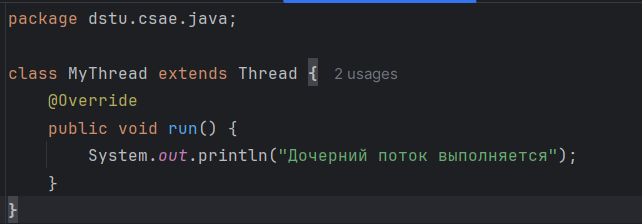 package dstu.csae.java;
class MyThread extends Thread { 2 usages
@Override
public void run() {
System.out.println("Дочерний поток выполняется");
}
}